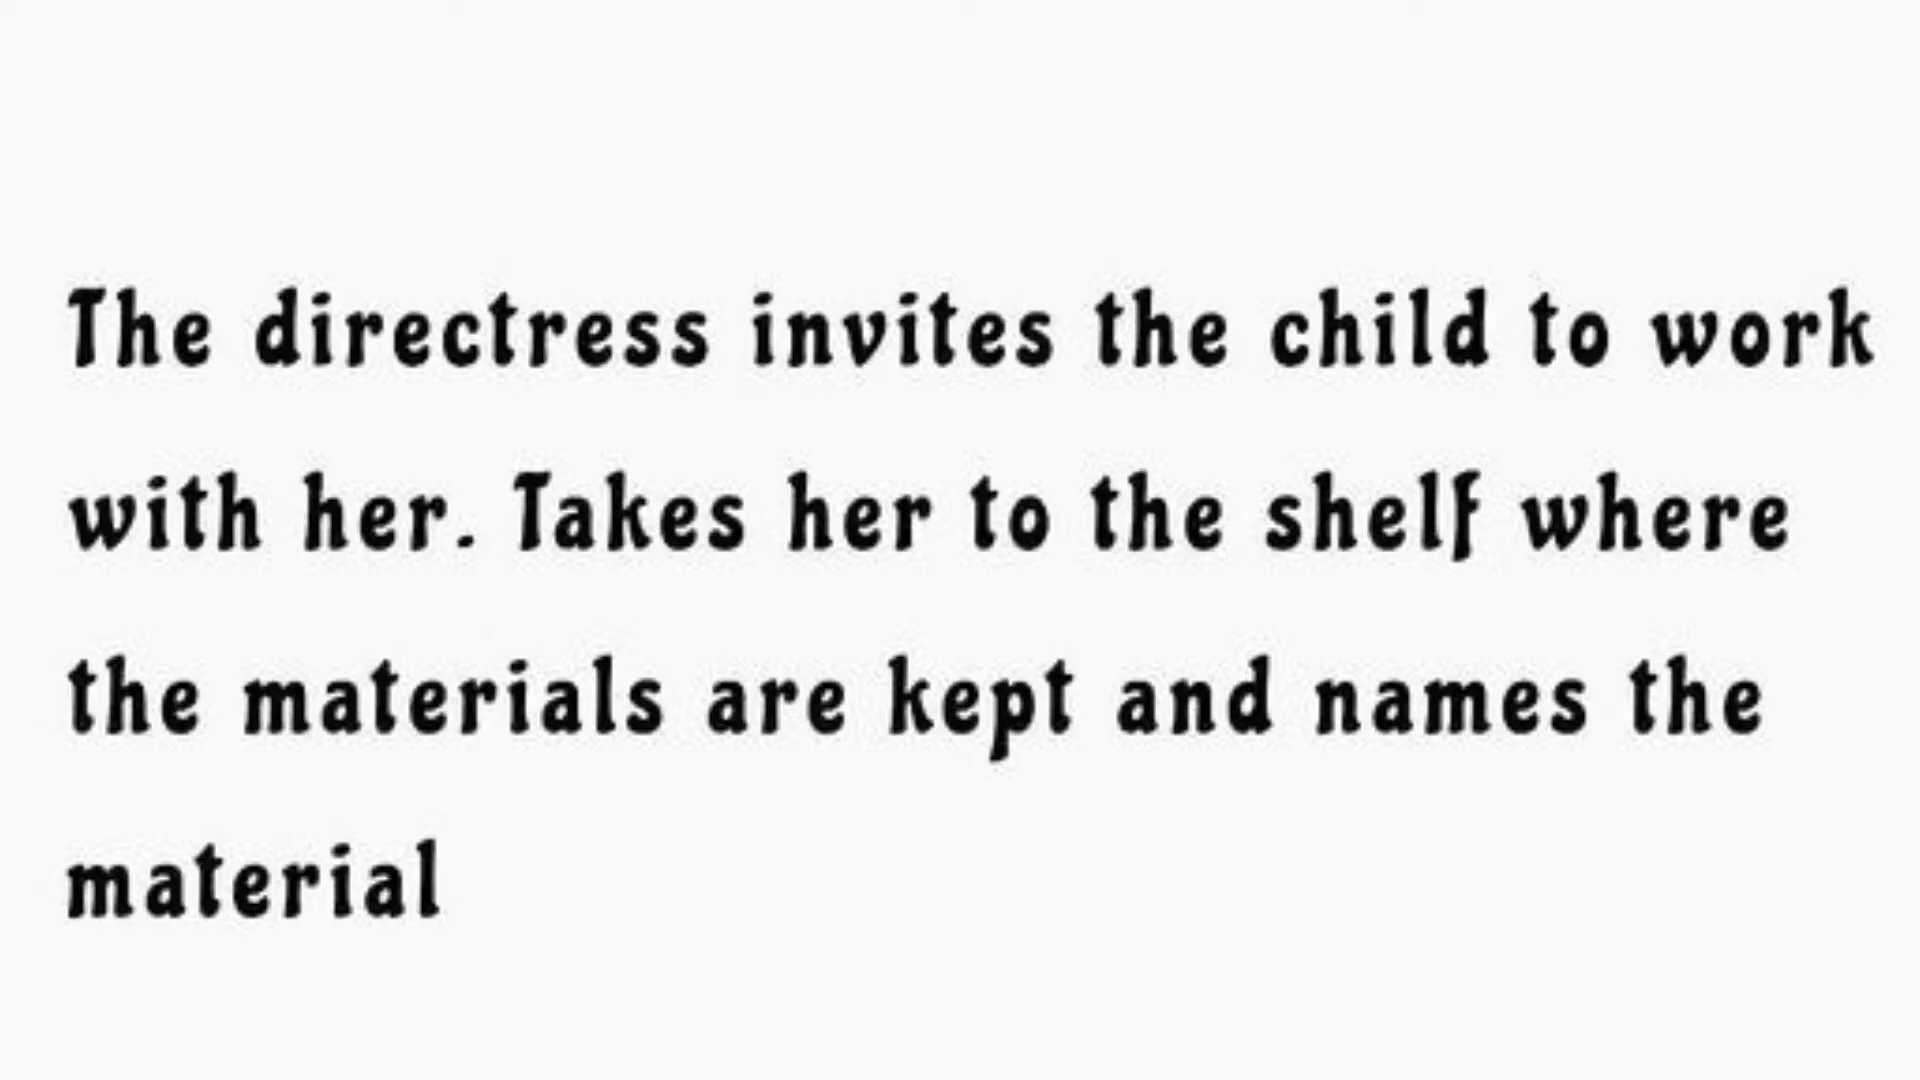 The directress invites the child to work
with her. Takes her to the shelf where
the materials are kept and names the
material